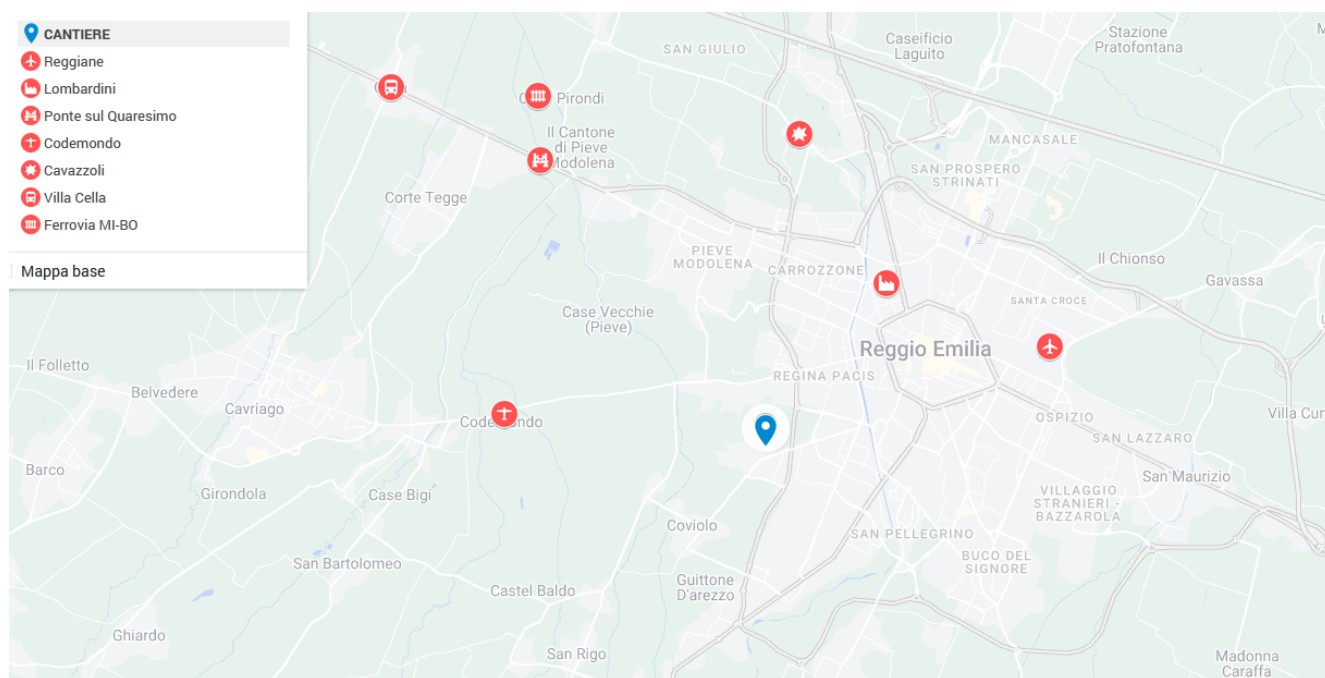 CANTIERE
Reggiane
Lombardini
Ponte sul Quaresimo
Codemondo
Cavazzoli
Villa Cella
Ferrovia MI-BO
Mappa base
SAN GIULIO
Caseificio
Laguito
Stazione
Pratofontana
Pirondi
Il Cantone
di Pieve
Modolena
MANCASALE
SAN PROSPERO
STRINATI
Corte Tegge
PIEVE
MODOLENA
CARROZZONE
Il Chionso
Gavassa
SANTA CROCE
Case Vecchie
(Pieve)
Reggio Emilia
Il Folletto
Belvedere
REGINA PACIS
Cavriago
Villa Cur
OSPIZIO
SAN LAZZARO
Barco
San Maurizio
Girondola
Case Bigi
VILLAGGIO
STRANIERI -
BAZZAROLA
Coviolo
SAN PELLEGRINO
BUCO DEL
SIGNORE
San Bartolomeo
Castel Baldo
Guittone
D'arezzo
Ghiardo
San Rigo
Madonna
Caraffa